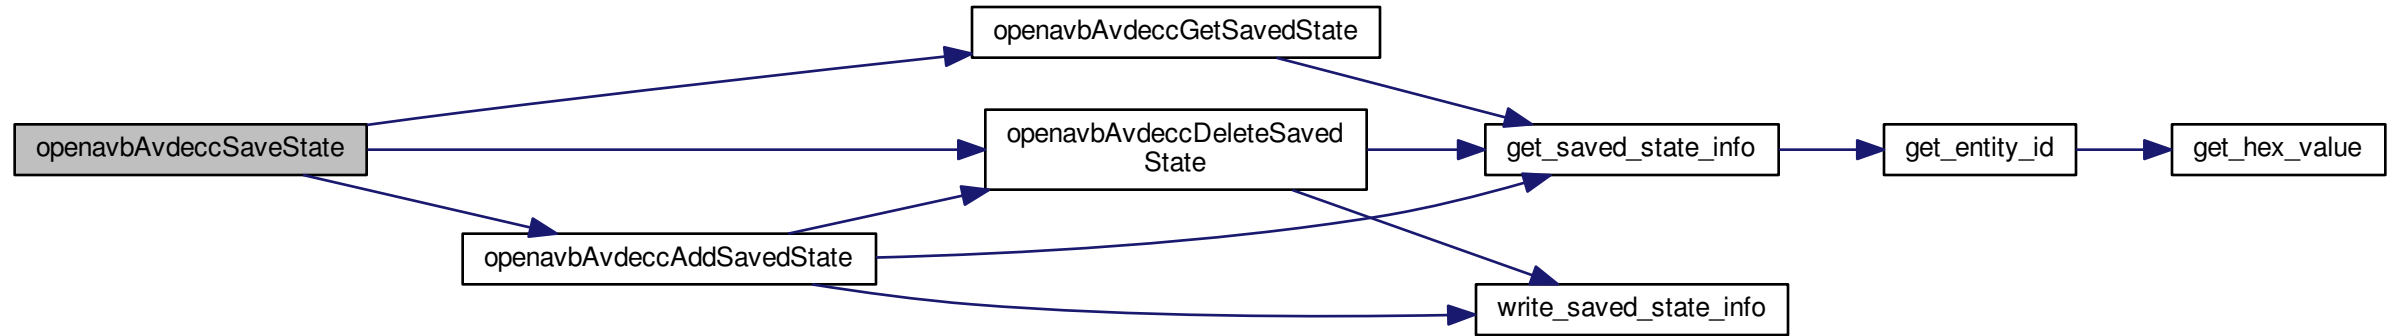 openavbAvdeccGetSavedState
openavbAvdeccSaveState
openavbAvdeccDeleteSaved
State
get_saved_state_info
get_entity_id
get_hex_value
openavbAvdeccAddSavedState
write_saved_state_info